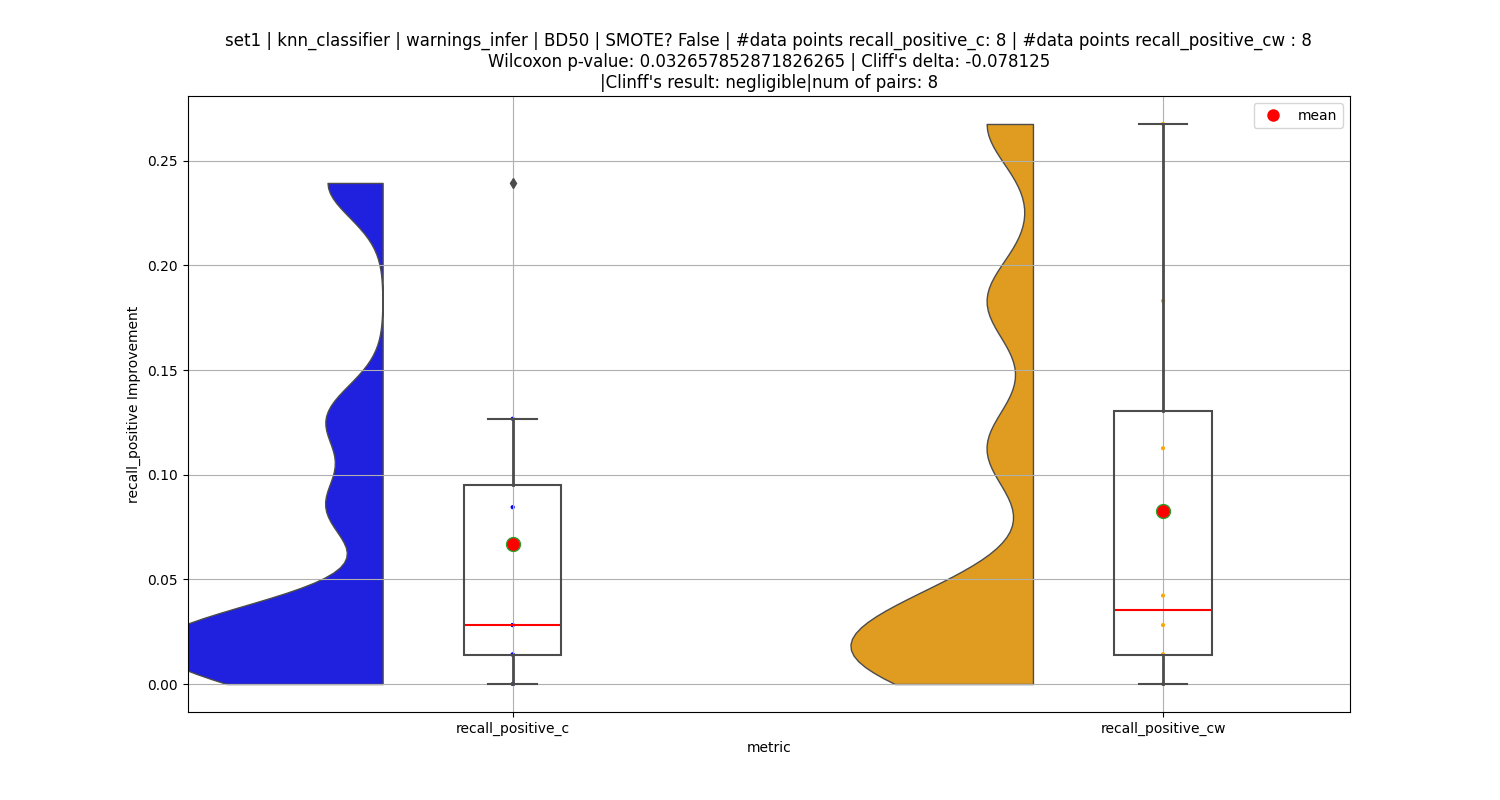 set1 | knn_classifier | warnings_infer | BD50 | SMOTE? False | #data points recall_positive_c: 8 | #data points recall_positive_cw : 8
Wilcoxon p-value: 0.032657852871826265 | Cliff's delta: -0.078125
|Clinff's result: negligible|num of pairs: 8
mean
recall_positive Improvement
0.25
0.20
0.15
0.10
0.05
0.00
recall_positive_c
recall_positive_cw
metric